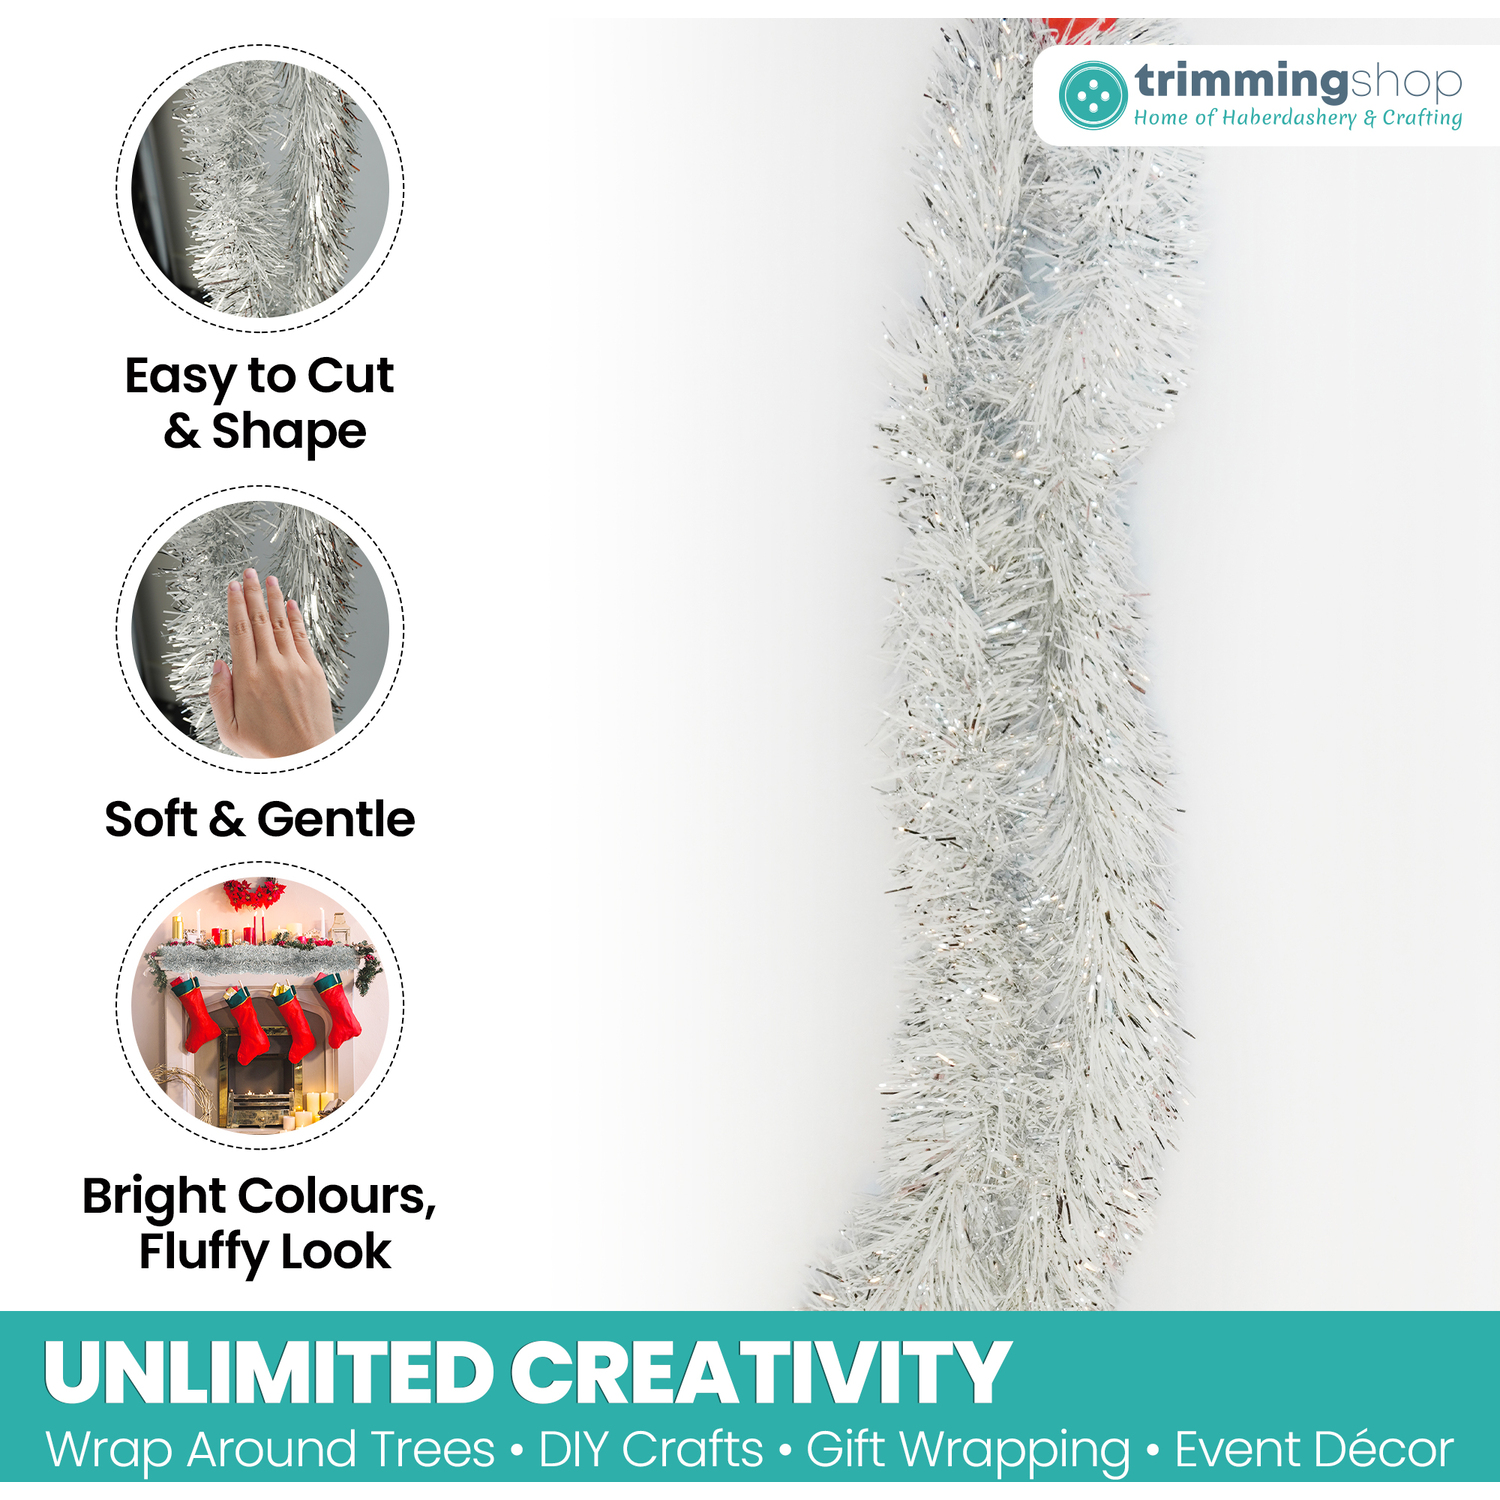 trimmingshop
Home of Haberdashery & Crafting
Easy to Cut
& Shape
Soft & Gentle
Bright Colours,
Fluffy Look
UNLIMITED CREATIVITY
Wrap Around Trees • DIY Crafts • Gift Wrapping • Event Décor